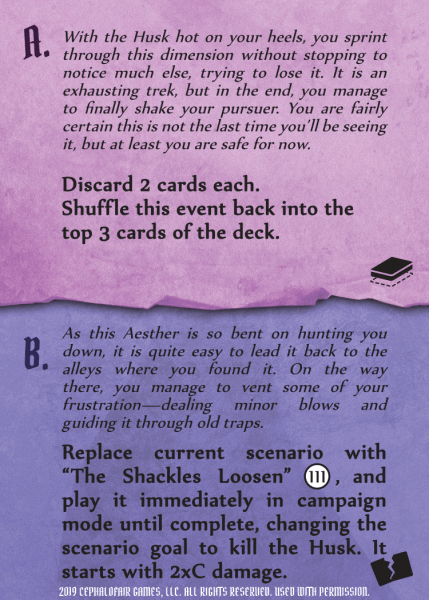 A. With the Husk hot on your heels, you sprint
through this dimension without stopping to
notice much else, trying to lose it. It is an
exhausting trek, but in the end, you manage
to finally shake your pursuer. You are fairly
certain this is not the last time you'll be seeing
it, but at least you are safe for now.
Discard 2 cards each.
Shuffle this event back into the
top 3 cards of the deck.
B. As this Aesther is so bent on hunting you
down, it is quite easy to lead it back to the
alleys where you found it. On the way
there, you manage to vent some of your
frustration—dealing minor blows and
guiding it through old traps.
Replace current scenario with
“The Shackles Loosen” 111, and
play it immediately in campaign
mode until complete, changing the
scenario goal to kill the Husk. It
starts with 2xC damage.
2019 CEPHALOFAIR GAMES, LLC. ALL RIGHTS RESERVED. USED WITH PERMISSION.